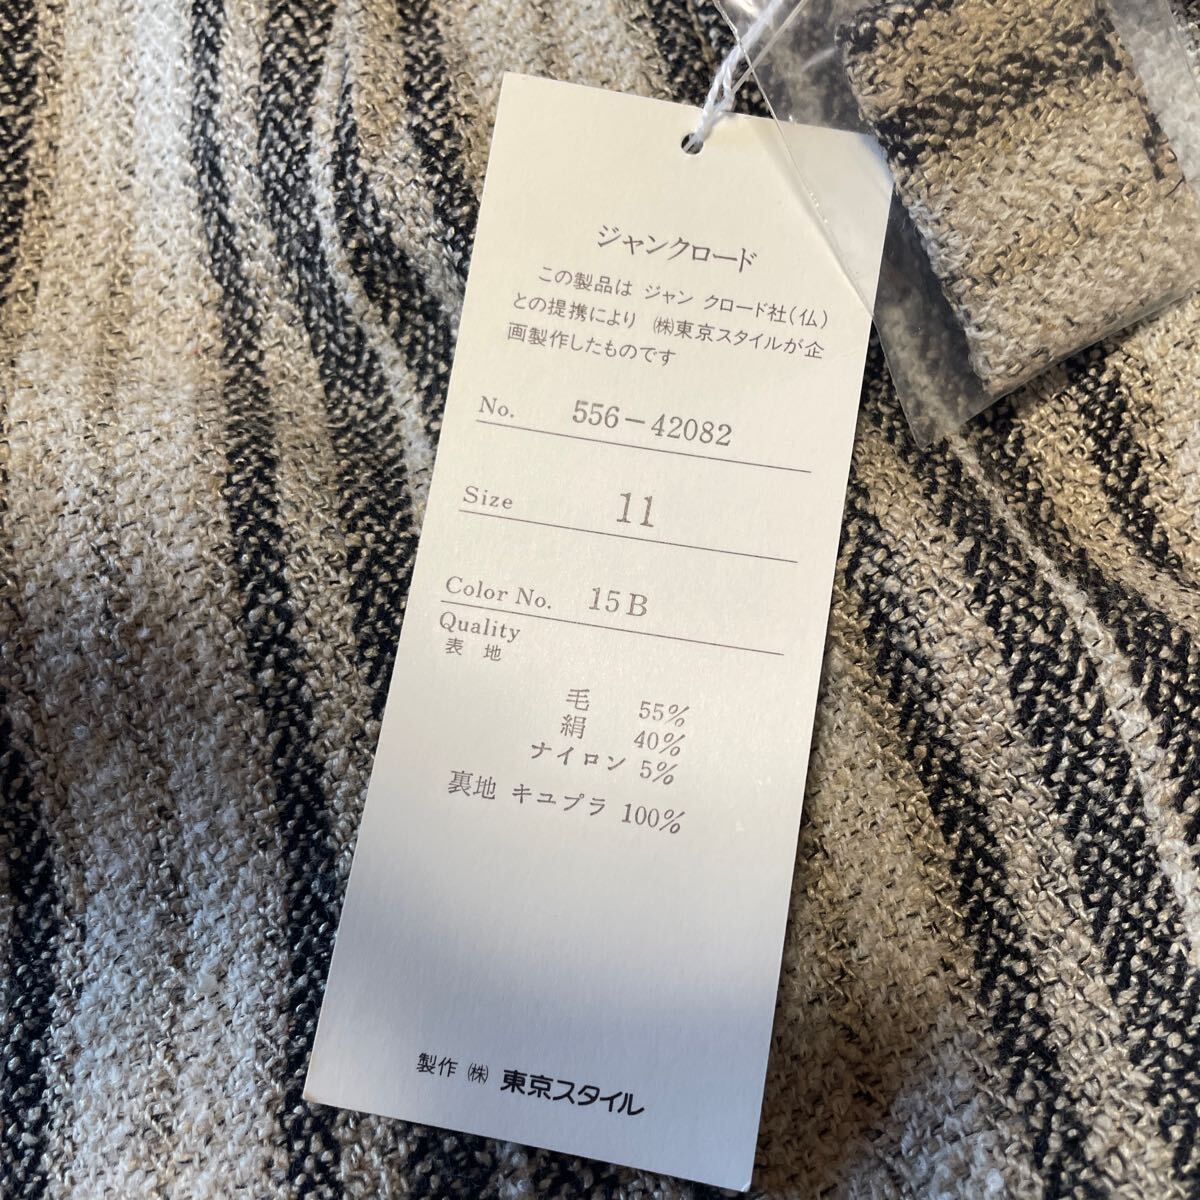 ジャンクロード
この製品は ジャン クロード社(仏)
との提携により ㈱東京スタイルが企
画製作したものです
No. 556-42082
Size 11
Color No. 15B
Quality
表 地
毛 55%
絹 40%
ナイロン 5%
裏地 キュプラ 100%
製作 ㈱ 東京スタイル